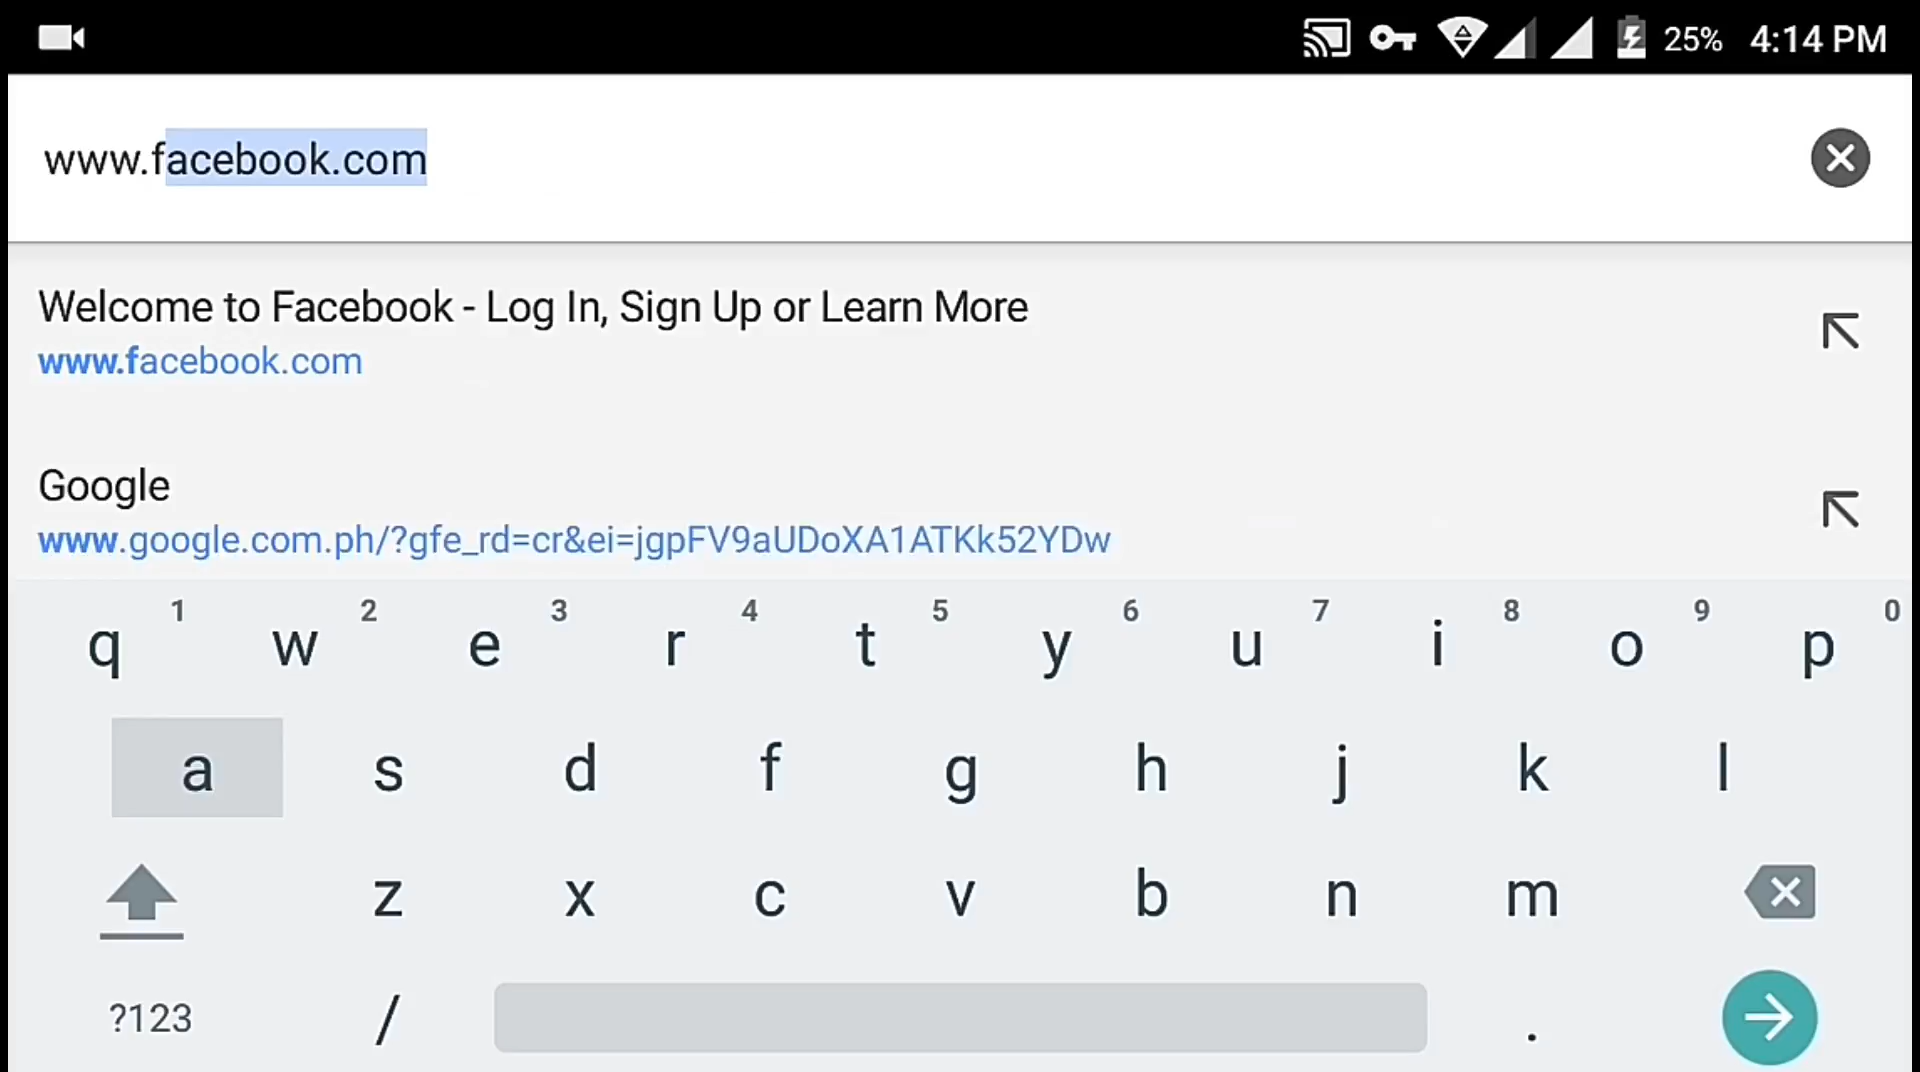 25% 4:14 PM
www.facebook.com
Welcome to Facebook - Log In, Sign Up or Learn More
www.facebook.com
Google
www.google.com.ph/?gfe_rd=cr&ei=jgpFV9aUDoXA1ATKk52YDw
1 2 3 4 5 6 7 8 9 0
q w e r t y u i o p
a s d f g h j k l
z x c v b n m
?123 / .